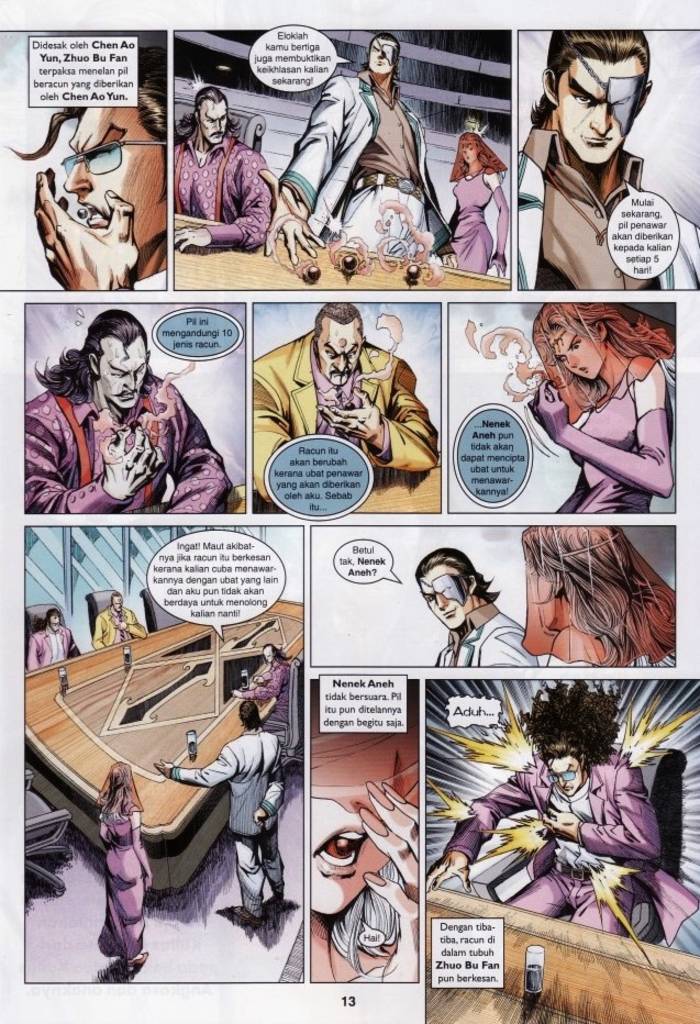 Didesak oleh Chen Ao
Yun, Zhuo Bu Fan
terpaksa menelan pil
beracun yang diberikan
oleh Chen Ao Yun.
Eloklah
kamu bertiga
juga membuktikan
keikhlasan kalian
sekarang!
Mulai
sekarang,
pil penawar
akan diberikan
kepada kalian
setiap 5
hari!
Pil ini
mengandungi 10
jenis racun.
Racun itu
akan berubah
kerana ubat penawar
yang akan diberikan
oleh aku. Sebab
itu...
...Nenek
Aneh pun
tidak akan
dapat mencipta
ubat untuk
menawar-
kannya!
Ingat! Maut akibat-
nya jika racun itu berkesan
kerana kalian cuba menawar-
kannya dengan ubat yang lain
dan aku pun tidak akan
berdaya untuk menolong
kalian nanti!
Betul
tak, Nenek
Aneh?
Nenek Aneh
tidak bersuara. Pil
itu pun ditelannya
dengan begitu saja.
Hai!
Aduh...
Dengan tiba-
tiba, racun di
dalam tubuh
Zhuo Bu Fan
pun berkesan.
13